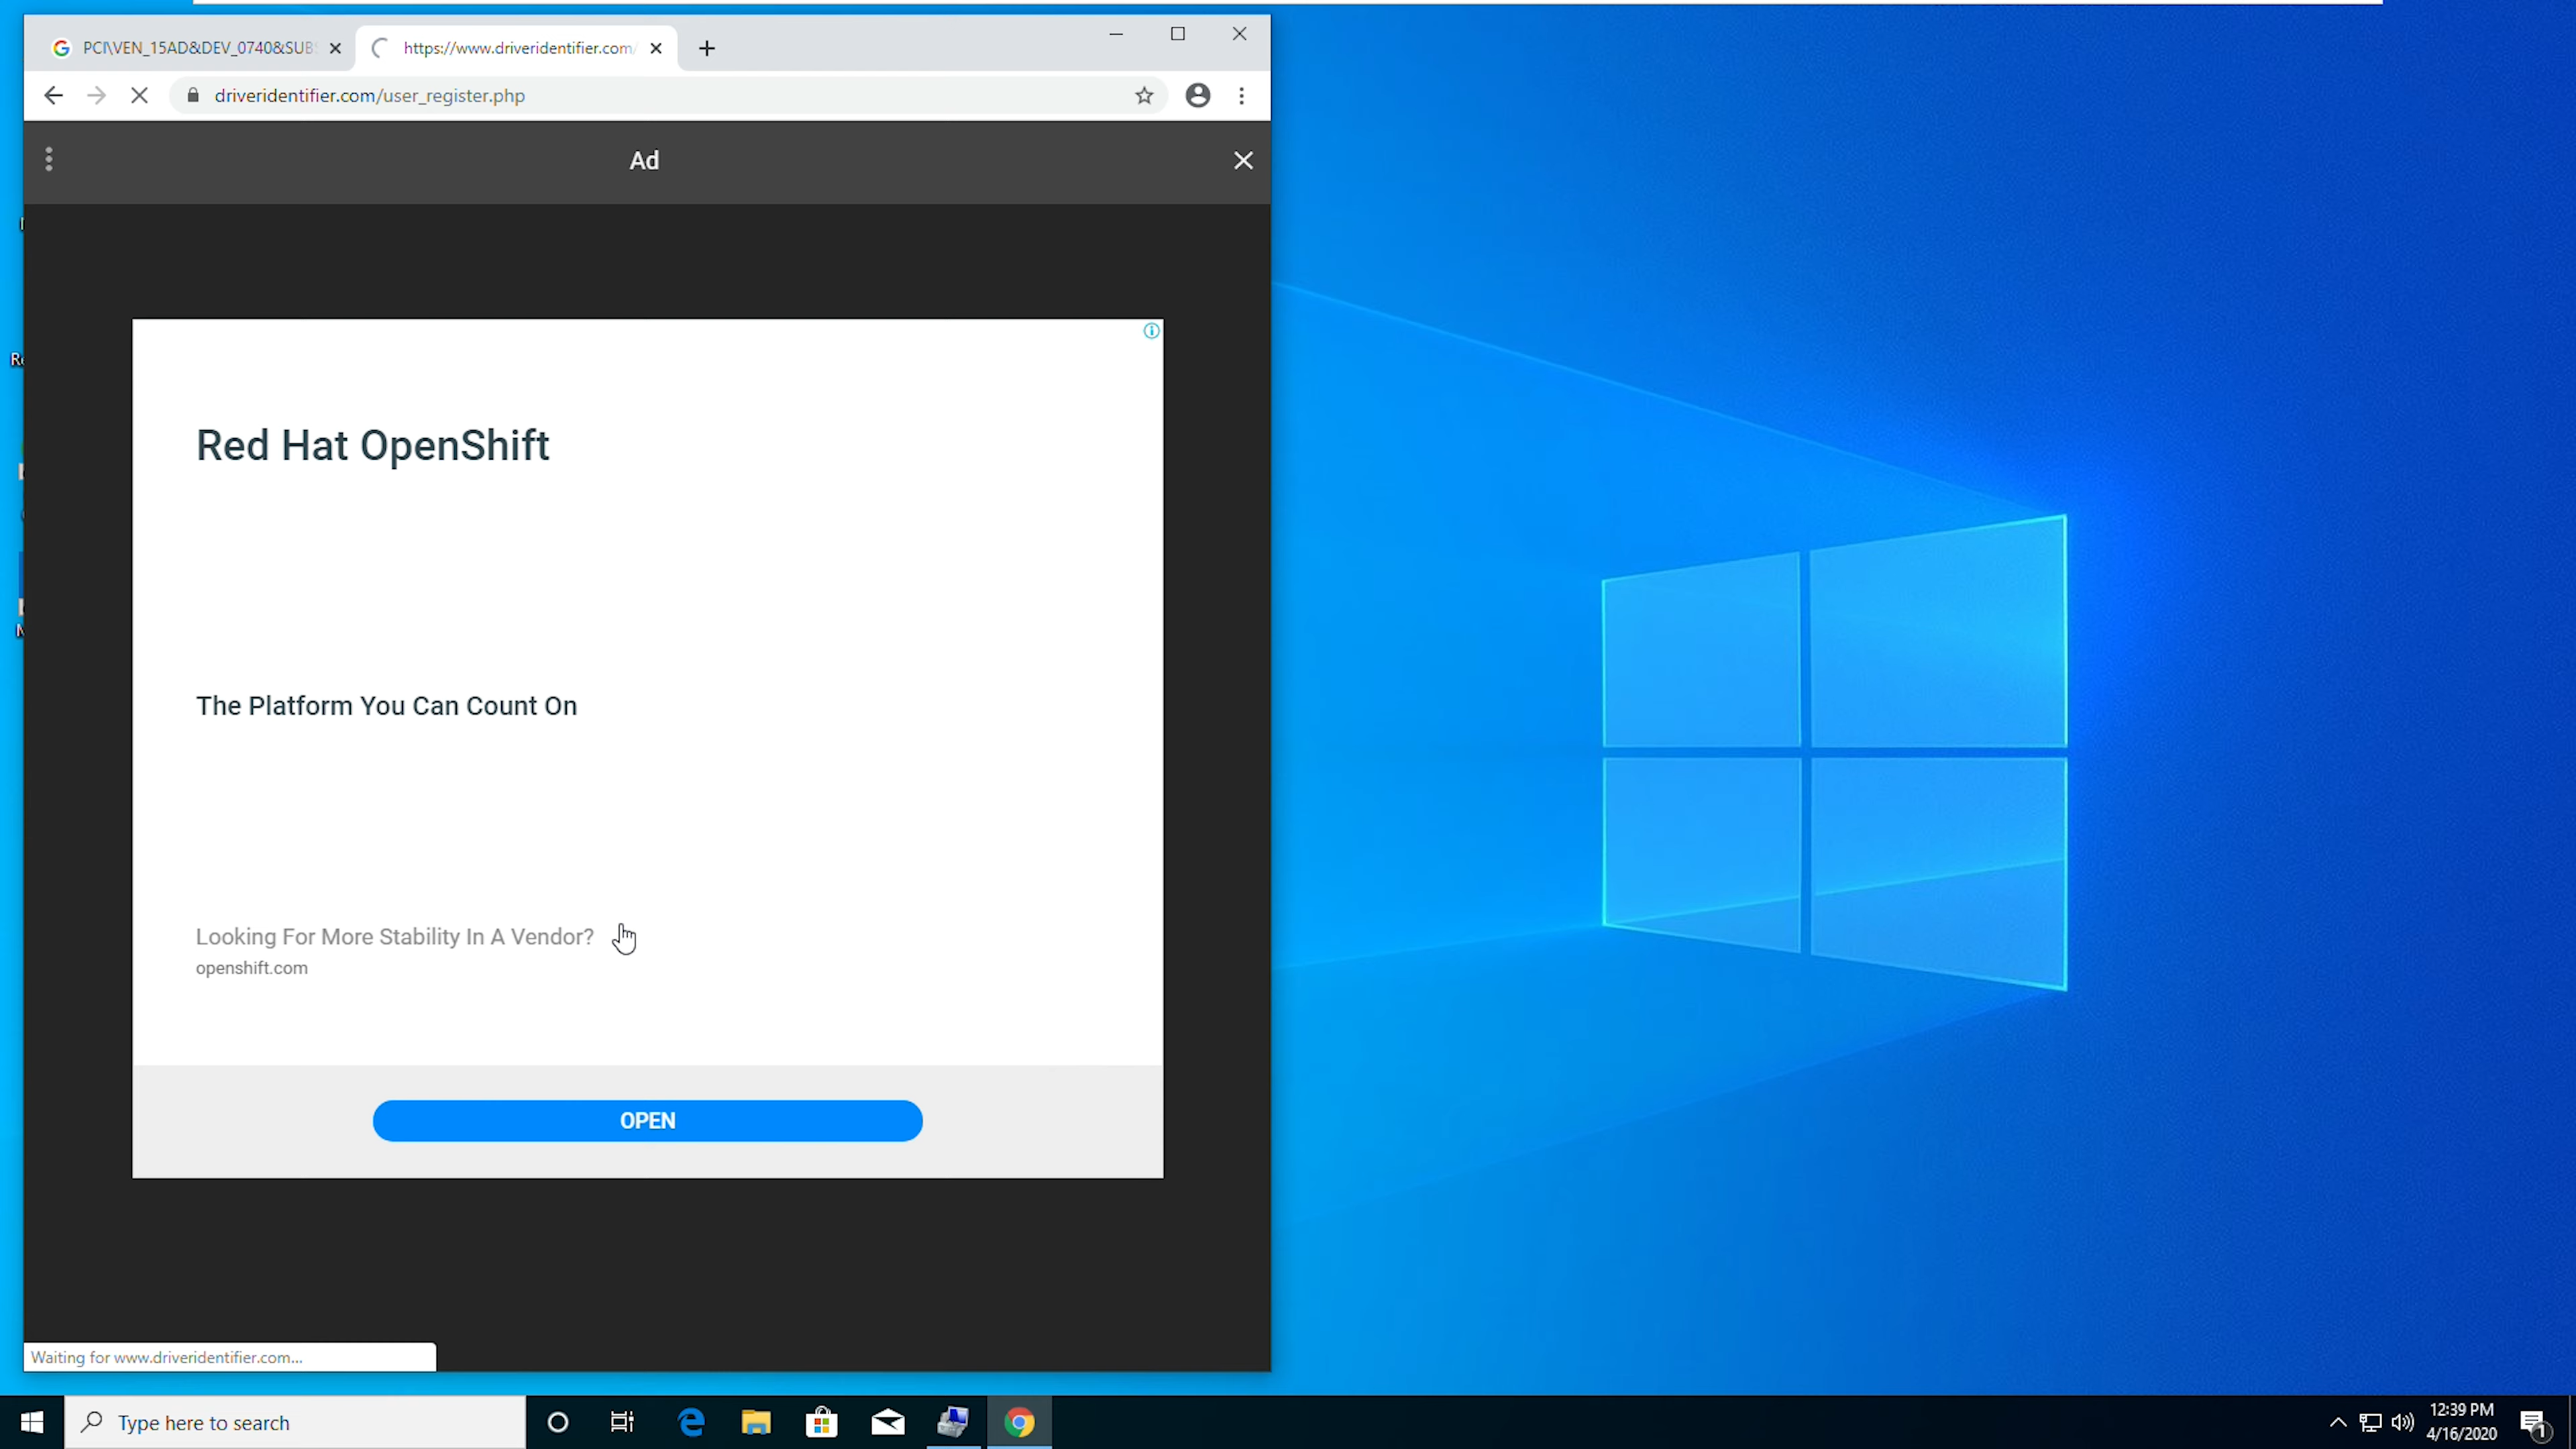 PCI\VEN_15AD&DEV_0740&SUB
https://www.driveridentifier.com/
driveridentifier.com/user_register.php
Ad
Red Hat OpenShift
The Platform You Can Count On
Looking For More Stability In A Vendor?
openshift.com
OPEN
Waiting for www.driveridentifier.com...
Type here to search
12:39 PM
4/16/2020
1